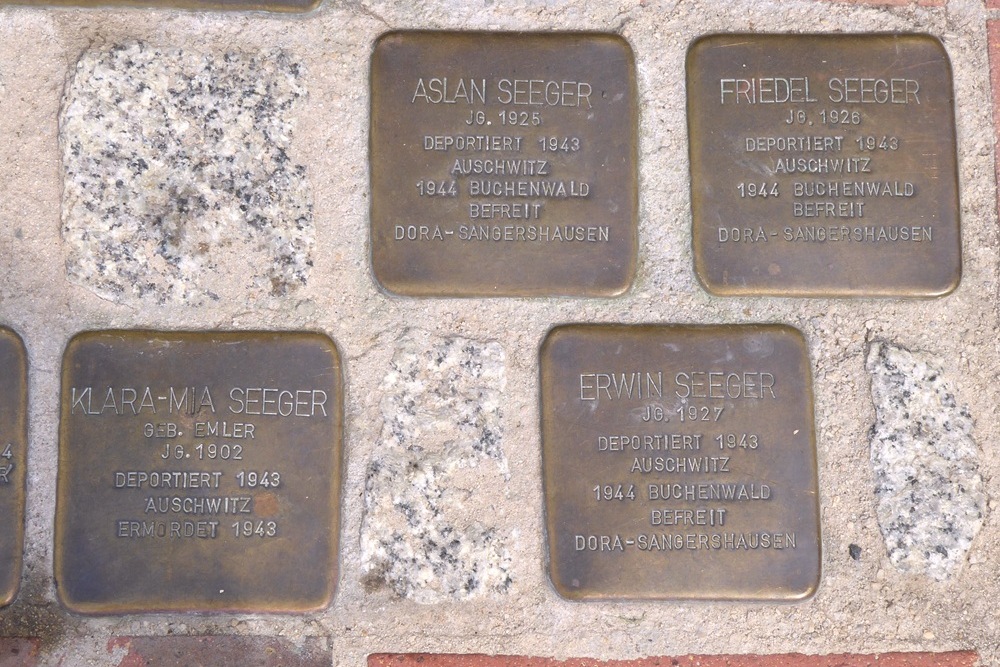 ASLAN SEEGER
JG. 1925
DEPORTIERT 1943
AUSCHWITZ
1944 BUCHENWALD
BEFREIT
DORA-SANGERSHAUSEN
FRIEDEL SEEGER
JG. 1926
DEPORTIERT 1943
AUSCHWITZ
1944 BUCHENWALD
BEFREIT
DORA-SANGERSHAUSEN
KLARA-MIA SEEGER
GEB. EMLER
JG. 1902
DEPORTIERT 1943
AUSCHWITZ
ERMORDET 1943
ERWIN SEEGER
JG. 1927
DEPORTIERT 1943
AUSCHWITZ
1944 BUCHENWALD
BEFREIT
DORA-SANGERSHAUSEN